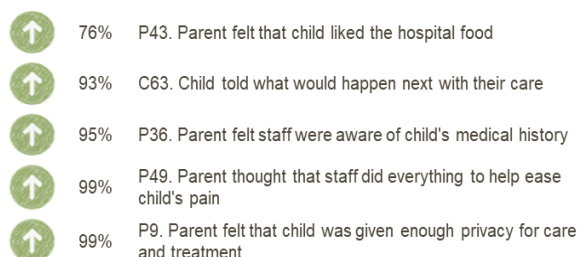 76% P43. Parent felt that child liked the hospital food
93% C63. Child told what would happen next with their care
95% P36. Parent felt staff were aware of child's medical history
99% P49. Parent thought that staff did everything to help ease
child's pain
99% P9. Parent felt that child was given enough privacy for care
and treatment